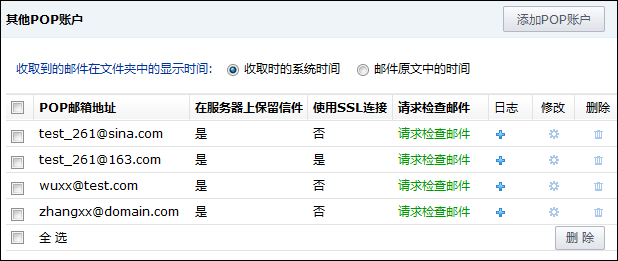 其他POP账户 添加POP账户
收取到的邮件在文件夹中的显示时间: 收取时的系统时间 邮件原文中的时间
POP邮箱地址 在服务器上保留信件 使用SSL连接 请求检查邮件 日志 修改 删除
test_261@sina.com 是 否 请求检查邮件
test_261@163.com 是 是 请求检查邮件
wuxx@test.com 是 否 请求检查邮件
zhangxx@domain.com 是 否 请求检查邮件
全 选 删 除